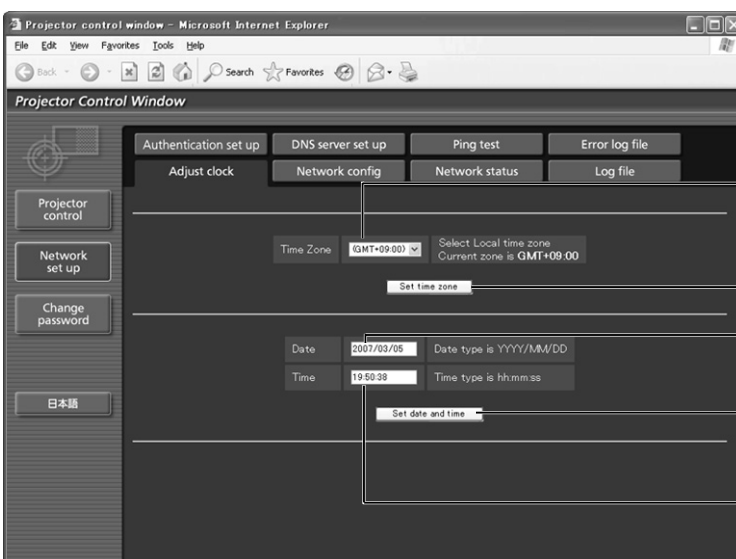 Projector control window - Microsoft Internet Explorer
File Edit View Favorites Tools Help
Back Search Favorites
Projector Control Window
Authentication set up DNS server set up Ping test Error log file
Adjust clock Network config Network status Log file
Projector
control
Network
set up
Change
password
日本語
Time Zone (GMT+09:00) Select Local time zone
Current zone is GMT+09:00
Set time zone
Date 2007/03/05 Date type is YYYY/MM/DD
Time 19:50:38 Time type is hh:mm:ss
Set date and time